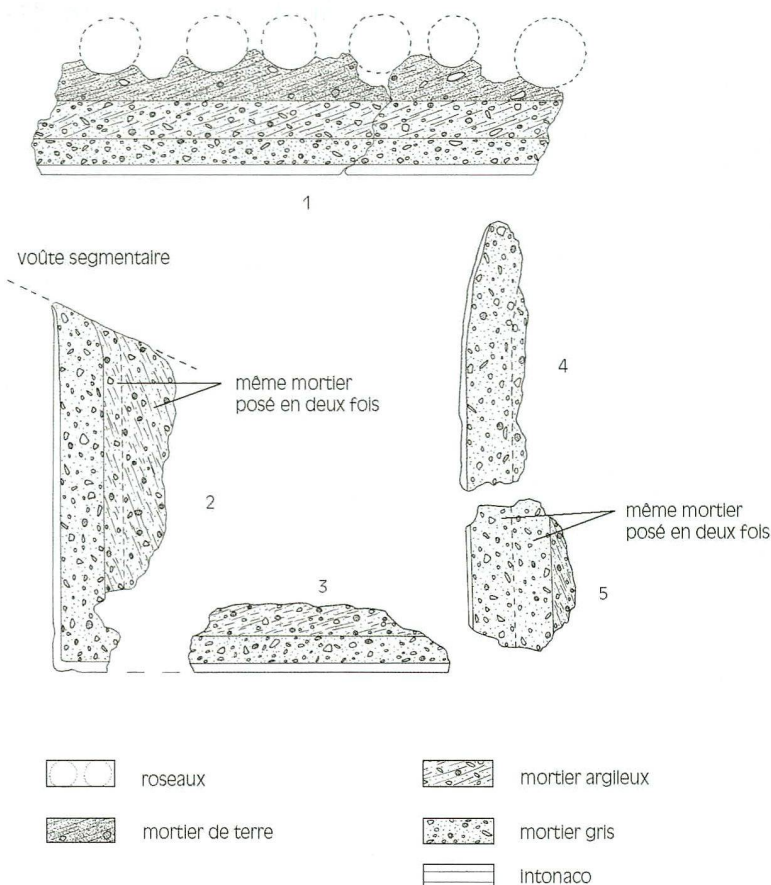 1
voûte segmentaire
même mortier
posé en deux fois
2
3
4
même mortier
posé en deux fois
5
roseaux
mortier de terre
mortier argileux
mortier gris
intonaco